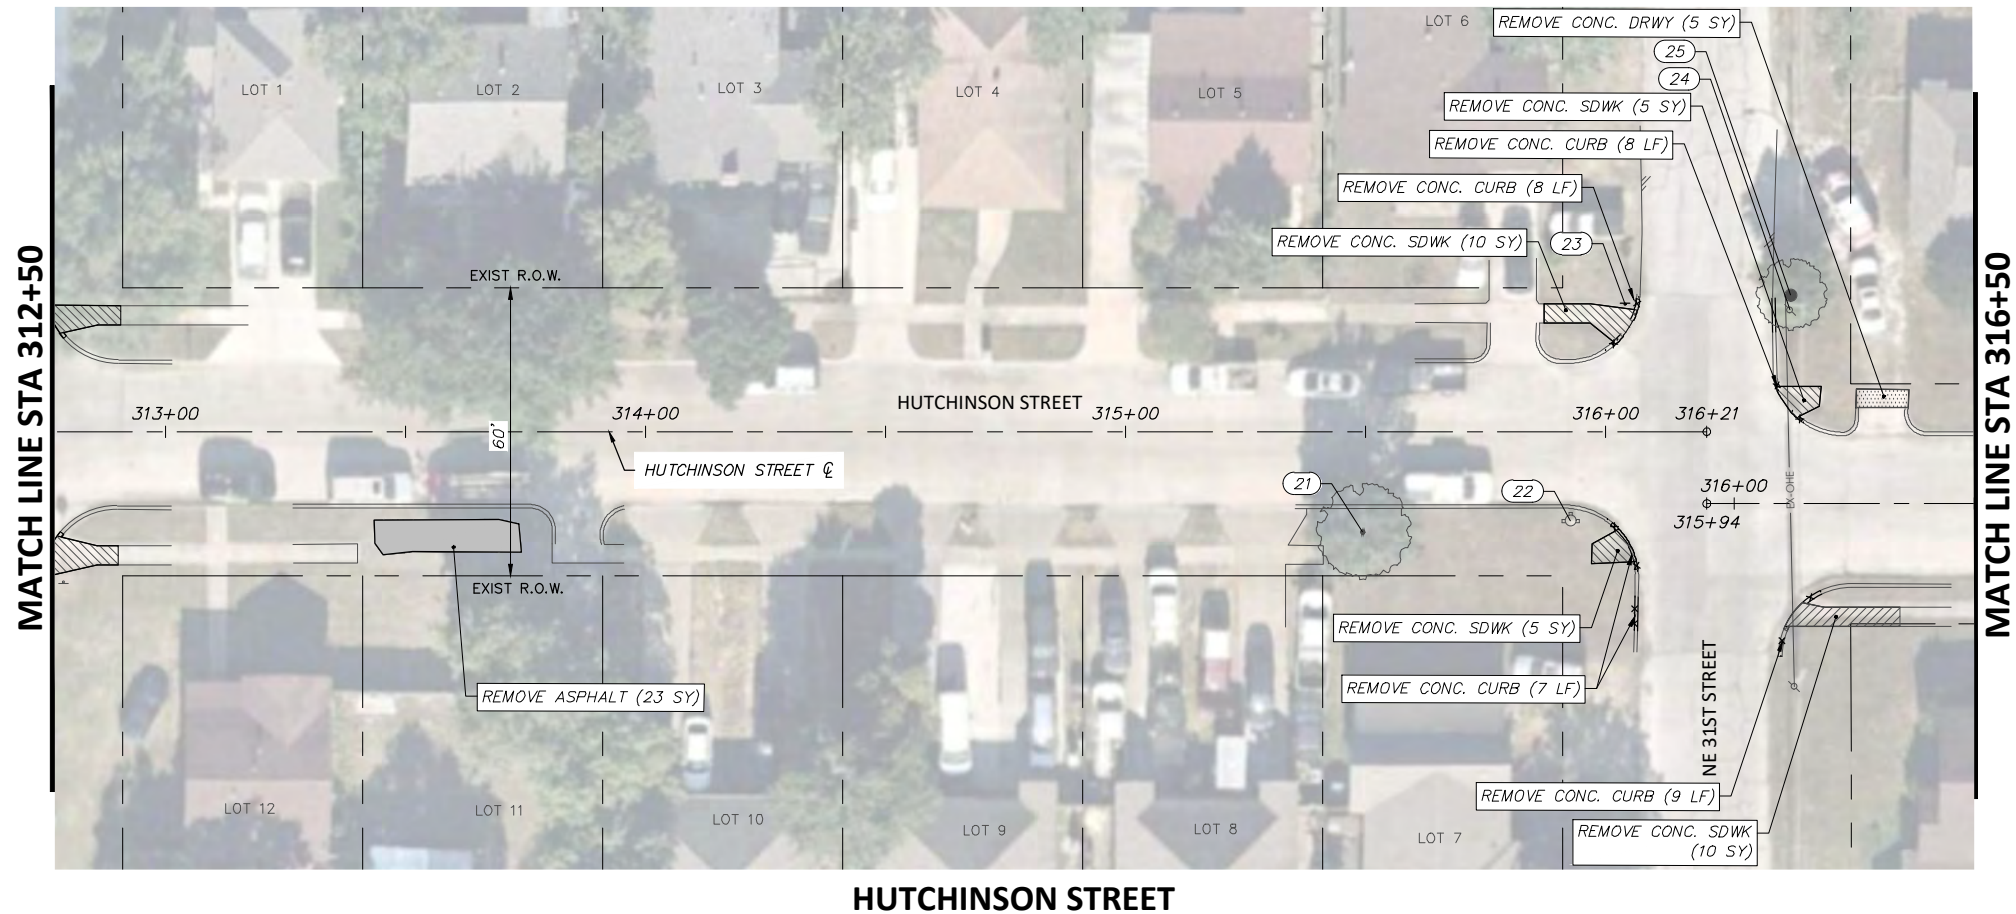 LOT 6
REMOVE CONC. DRWY (5 SY)
25
24
LOT 1
LOT 2
LOT 3
LOT 4
LOT 5
REMOVE CONC. SDWK (5 SY)
REMOVE CONC. CURB (8 LF)
REMOVE CONC. CURB (8 LF)
REMOVE CONC. SDWK (10 SY)
23
MATCH LINE STA 312+50
MATCH LINE STA 316+50
EXIST R.O.W.
HUTCHINSON STREET
313+00
314+00
315+00
316+00
316+21
60'
HUTCHINSON STREET ℄
21
22
316+00
315+94
EX-OHE
EXIST R.O.W.
REMOVE CONC. SDWK (5 SY)
REMOVE CONC. CURB (7 LF)
REMOVE ASPHALT (23 SY)
NE 31ST STREET
REMOVE CONC. CURB (9 LF)
LOT 12
LOT 11
LOT 10
LOT 9
LOT 8
LOT 7
REMOVE CONC. SDWK
(10 SY)
HUTCHINSON STREET